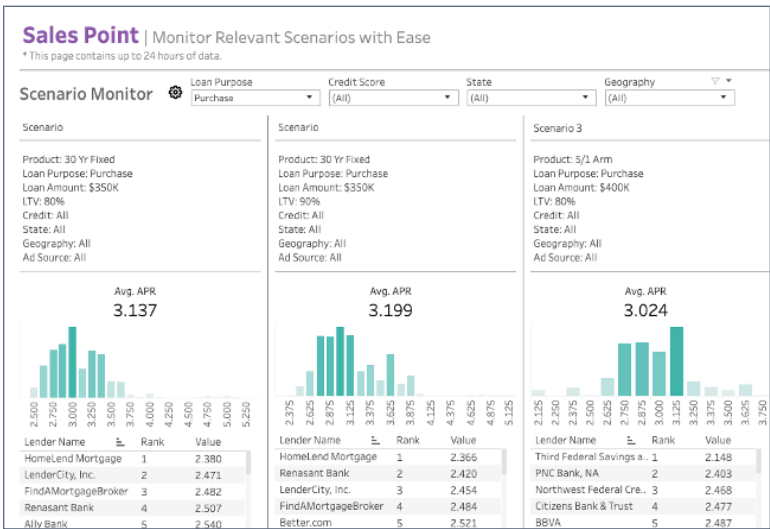 Sales Point | Monitor Relevant Scenarios with Ease
* This page contains up to 24 hours of data.
Scenario Monitor
Loan Purpose
Purchase
Credit Score
(All)
State
(All)
Geography
(All)
Scenario
Product: 30 Yr Fixed
Loan Purpose: Purchase
Loan Amount: $350K
LTV: 80%
Credit: All
State: All
Geography: All
Ad Source: All
Avg. APR
3.137
2.500
2.750
3.000
3.250
3.500
3.750
4.000
4.250
4.500
4.750
5.000
5.250
Lender Name Rank Value
HomeLend Mortgage 1 2.380
LenderCity, Inc. 2 2.471
FindAMortgageBroker 3 2.482
Renasant Bank 4 2.507
Ally Bank 5 2.540
Scenario
Product: 30 Yr Fixed
Loan Purpose: Purchase
Loan Amount: $350K
LTV: 90%
Credit: All
State: All
Geography: All
Ad Source: All
Avg. APR
3.199
2.375
2.625
2.875
3.125
3.375
3.625
3.875
4.125
4.375
4.625
4.875
5.125
Lender Name Rank Value
HomeLend Mortgage 1 2.366
Renasant Bank 2 2.420
LenderCity, Inc. 3 2.454
FindAMortgageBroker 4 2.484
Better.com 5 2.521
Scenario 3
Product: 5/1 Arm
Loan Purpose: Purchase
Loan Amount: $400K
LTV: 80%
Credit: All
State: All
Geography: All
Ad Source: All
Avg. APR
3.024
2.125
2.250
2.375
2.500
2.625
2.750
2.875
3.000
3.125
3.250
3.375
3.500
3.625
3.750
Lender Name Rank Value
Third Federal Savings a.. 1 2.148
PNC Bank, NA 2 2.403
Northwest Federal Cre.. 3 2.468
Citizens Bank & Trust 4 2.477
BBVA 5 2.487